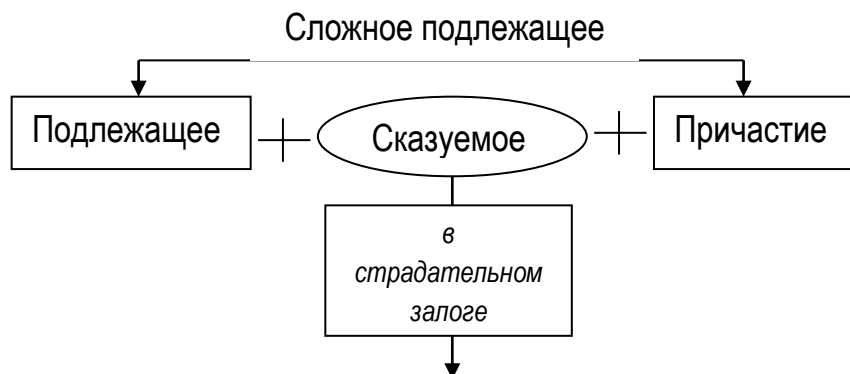 Сложное подлежащее
Подлежащее
Сказуемое
Причастие
в
страдательном
залоге